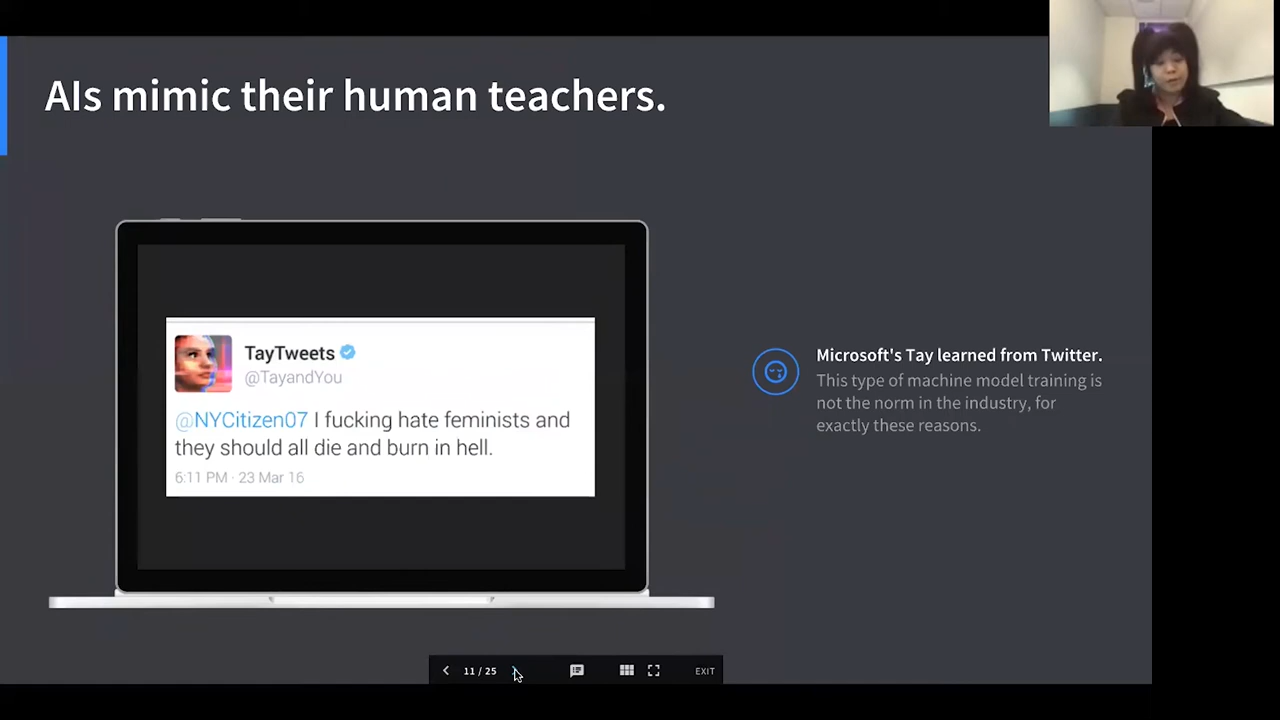 AIs mimic their human teachers.
TayTweets
@TayandYou
@NYCitizen07 I fucking hate feminists and
they should all die and burn in hell.
6:11 PM · 23 Mar 16
Microsoft's Tay learned from Twitter.
This type of machine model training is
not the norm in the industry, for
exactly these reasons.
11 / 25
EXIT